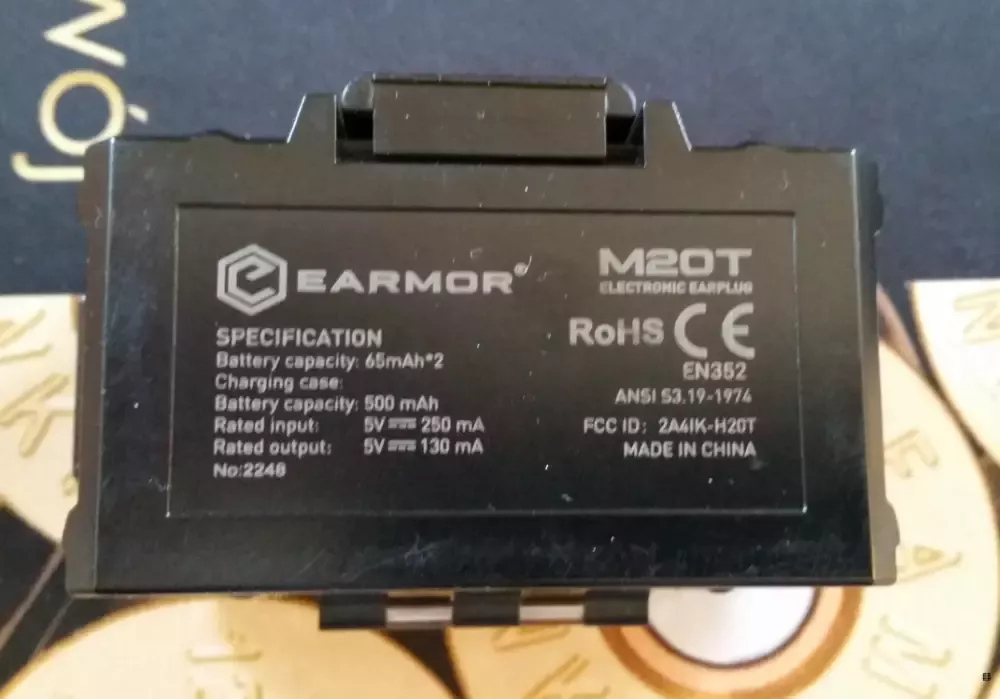 WÓJ
EARMOR®
SPECIFICATION
Battery capacity: 65mAh*2
Charging case:
Battery capacity: 500 mAh
Rated input: 5V⎓250 mA
Rated output: 5V⎓130 mA
No:2248
M20T
ELECTRONIC EARPLUG
RoHS CE
EN352
ANSI S3.19-1974
FCC ID: 2A4IK-H20T
MADE IN CHINA